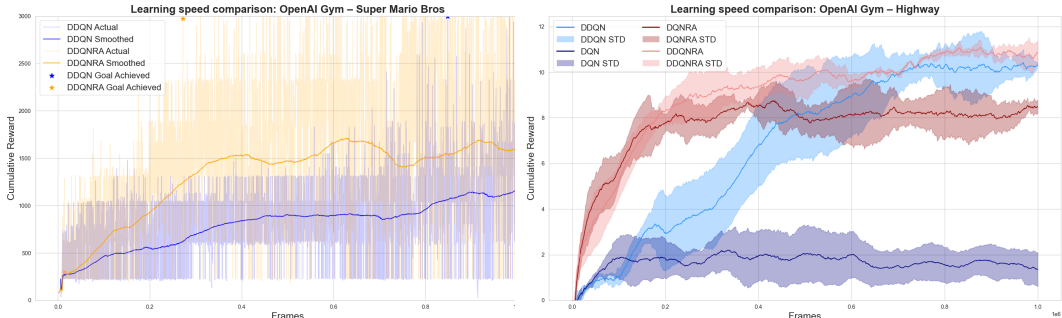 Learning speed comparison: OpenAI Gym – Super Mario Bros
3000
2500
2000
1500
1000
500
0
Cumulative Reward
DDQN Actual
DDQN Smoothed
DDQNRA Actual
DDQNRA Smoothed
DDQN Goal Achieved
DDQNRA Goal Achieved
0.0 0.2 0.4 0.6 0.8 1
Frames
Learning speed comparison: OpenAI Gym – Highway
12
10
8
6
4
2
0
Cumulative Reward
DDQN DQNRA
DDQN STD DQNRA STD
DQN DDQNRA
DQN STD DDQNRA STD
0.0 0.2 0.4 0.6 0.8 1.0
1e6
Frames